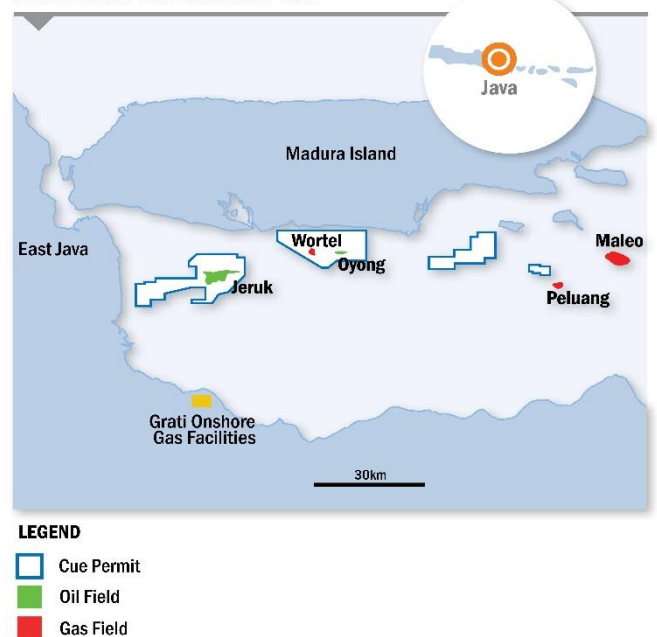 Java
Madura Island
East Java
Wortel
Oyong
Maleo
Jeruk
Peluang
Grati Onshore
Gas Facilities
30km
LEGEND
Cue Permit
Oil Field
Gas Field